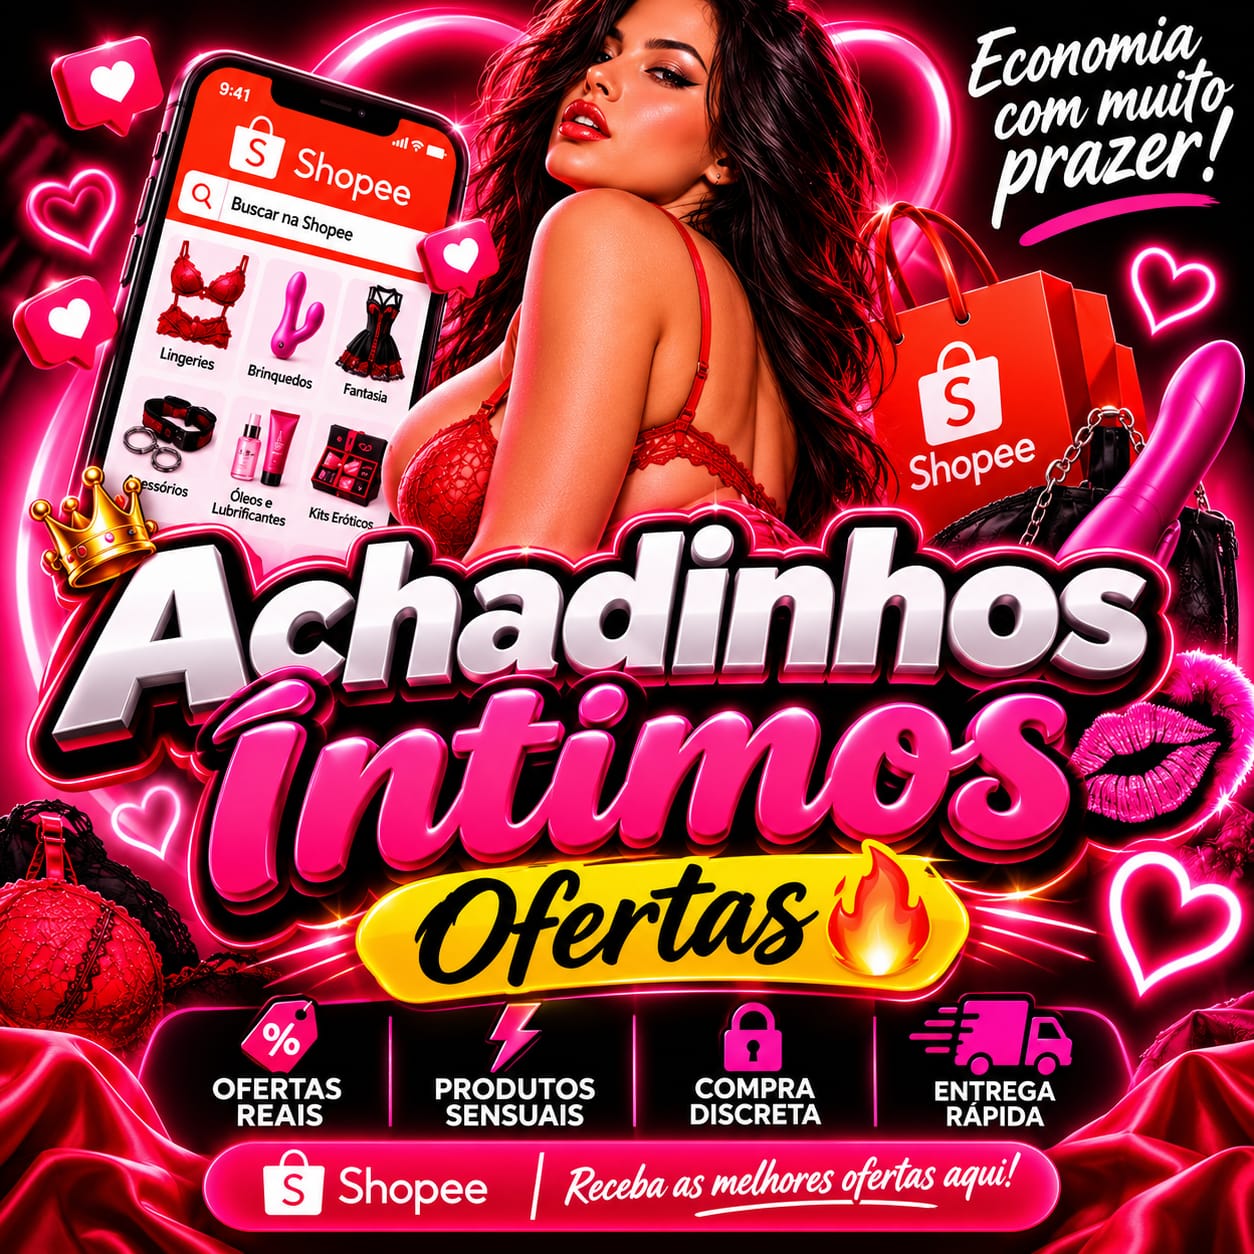 Economia
com muito
prazer!
9:41
S Shopee
Buscar na Shopee
Lingeries
Brinquedos
Fantasia
essórios
Óleos e
Lubrificantes
Kits Eróticos
S
Shopee
Achadinhos
Íntimos
Ofertas
%
OFERTAS
REAIS
PRODUTOS
SENSUAIS
COMPRA
DISCRETA
ENTREGA
RÁPIDA
S Shopee | Receba as melhores ofertas aqui!